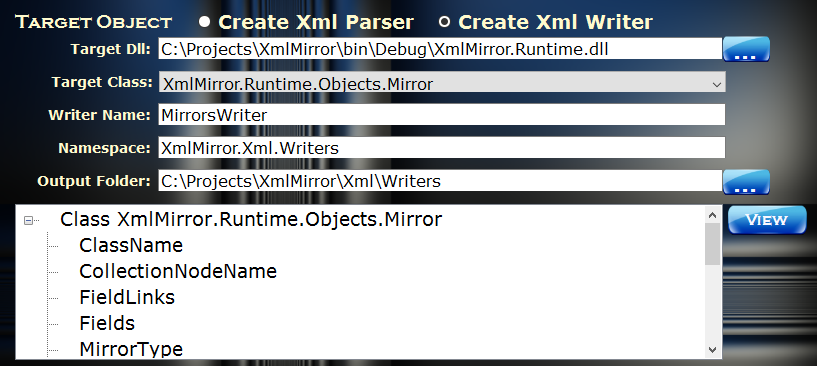 Target Object Create Xml Parser Create Xml Writer
Target Dll: C:\Projects\XmlMirror\bin\Debug\XmlMirror.Runtime.dll ...
Target Class: XmlMirror.Runtime.Objects.Mirror
Writer Name: MirrorsWriter
Namespace: XmlMirror.Xml.Writers
Output Folder: C:\Projects\XmlMirror\Xml\Writers ...
Class XmlMirror.Runtime.Objects.Mirror View
ClassName
CollectionNodeName
FieldLinks
Fields
MirrorType